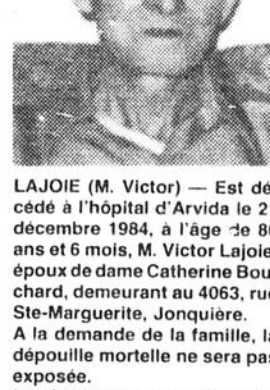 LAJOIE (M. Victor) — Est dé-
cédé à l'hôpital d'Arvida le 2
décembre 1984, à l'âge de 8
ans et 6 mois, M. Victor Lajoie
époux de dame Catherine Bou
chard, demeurant au 4063, rue
Ste-Marguerite, Jonquière.
A la demande de la famille, la
dépouille mortelle ne sera pas
exposée.